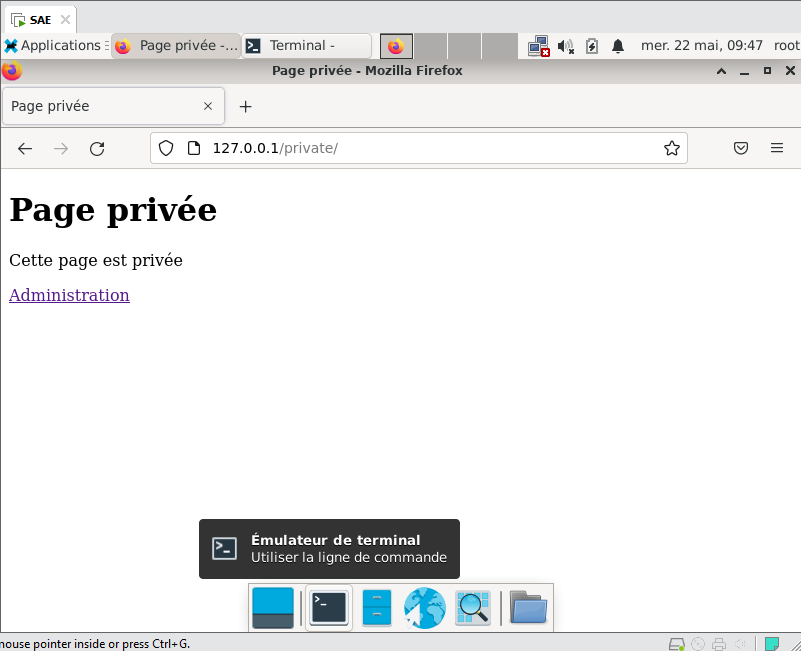 SAE
Applications
Page privée -...
Terminal -
mer. 22 mai, 09:47
root
Page privée - Mozilla Firefox
Page privée
127.0.0.1/private/
Page privée
Cette page est privée
Administration
Émulateur de terminal
Utiliser la ligne de commande
mouse pointer inside or press Ctrl+G.